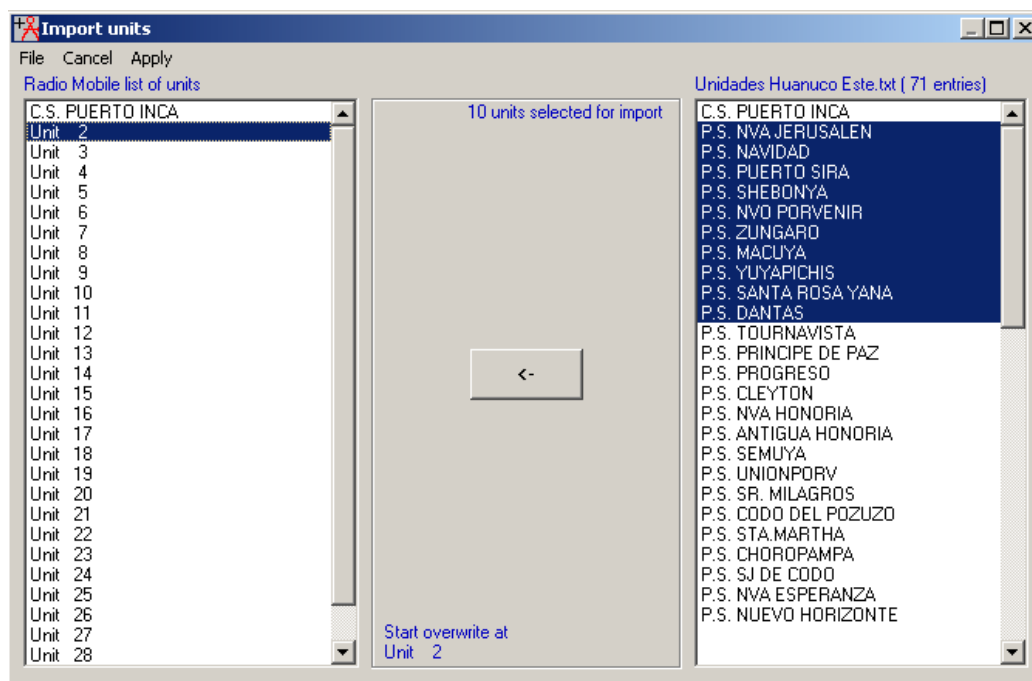 Import units
File Cancel Apply
Radio Mobile list of units
C.S. PUERTO INCA
Unit 2
Unit 3
Unit 4
Unit 5
Unit 6
Unit 7
Unit 8
Unit 9
Unit 10
Unit 11
Unit 12
Unit 13
Unit 14
Unit 15
Unit 16
Unit 17
Unit 18
Unit 19
Unit 20
Unit 21
Unit 22
Unit 23
Unit 24
Unit 25
Unit 26
Unit 27
Unit 28
10 units selected for import
<-
Start overwrite at
Unit 2
Unidades Huanuco Este.txt ( 71 entries)
C.S. PUERTO INCA
P.S. NVA JERUSALEN
P.S. NAVIDAD
P.S. PUERTO SIRA
P.S. SHEBONYA
P.S. NVO PORVENIR
P.S. ZUNGARO
P.S. MACUYA
P.S. YUYAPICHIS
P.S. SANTA ROSA YANA
P.S. DANTAS
P.S. TOURNAVISTA
P.S. PRINCIPE DE PAZ
P.S. PROGRESO
P.S. CLEYTON
P.S. NVA HONORIA
P.S. ANTIGUA HONORIA
P.S. SEMUYA
P.S. UNIONPORV
P.S. SR. MILAGROS
P.S. CODO DEL POZUZO
P.S. STA.MARTHA
P.S. CHOROPAMPA
P.S. SJ DE CODO
P.S. NVA ESPERANZA
P.S. NUEVO HORIZONTE